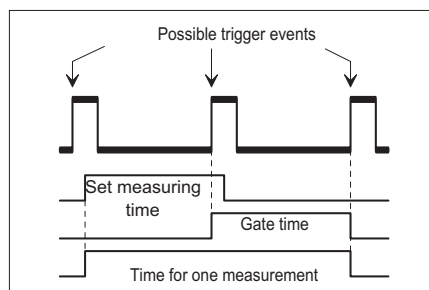 Possible trigger events
Set measuring
time
Gate time
Time for one measurement